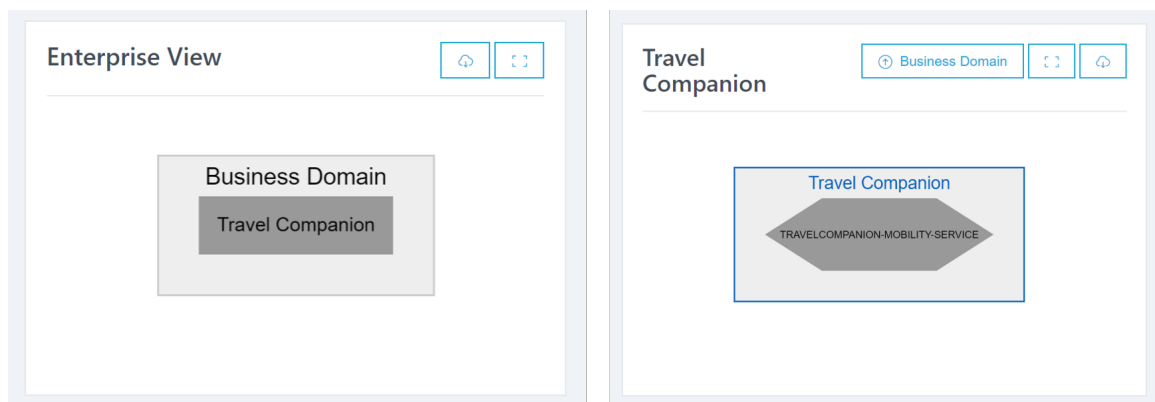 Enterprise View
Business Domain
Travel Companion
Travel
Companion
Business Domain
Travel Companion
TRAVELCOMPANION-MOBILITY-SERVICE